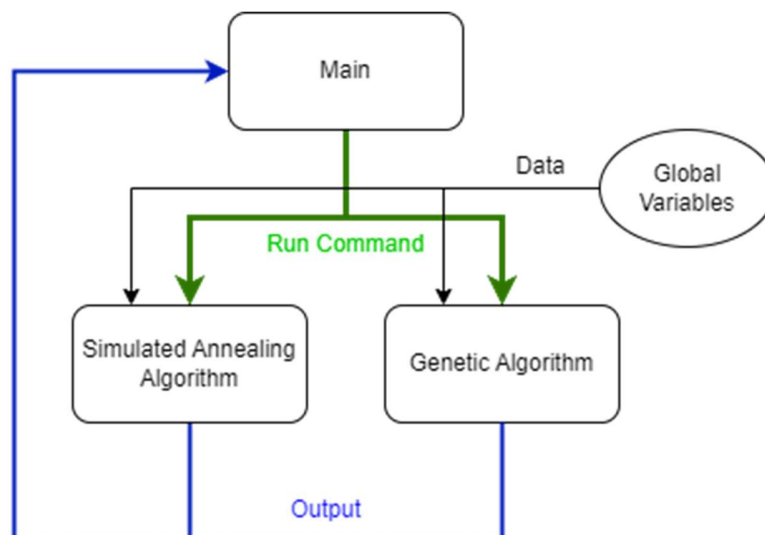 Main
Data
Global
Variables
Run Command
Simulated Annealing
Algorithm
Genetic Algorithm
Output